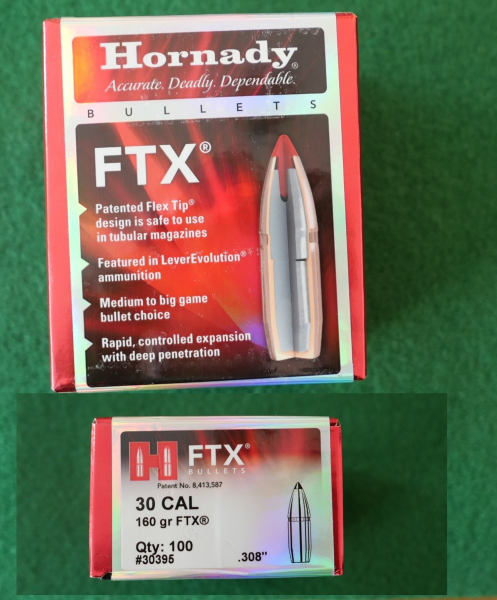 Hornady®
Accurate. Deadly. Dependable.
BULLETS
FTX®
Patented Flex Tip®
design is safe to use
in tubular magazines
Featured in LeverEvolution®
ammunition
Medium to big game
bullet choice
Rapid, controlled expansion
with deep penetration
H FTX®
BULLETS
Patent No. 8,413,587
30 CAL
160 gr FTX®
Qty: 100
#30395 .308"